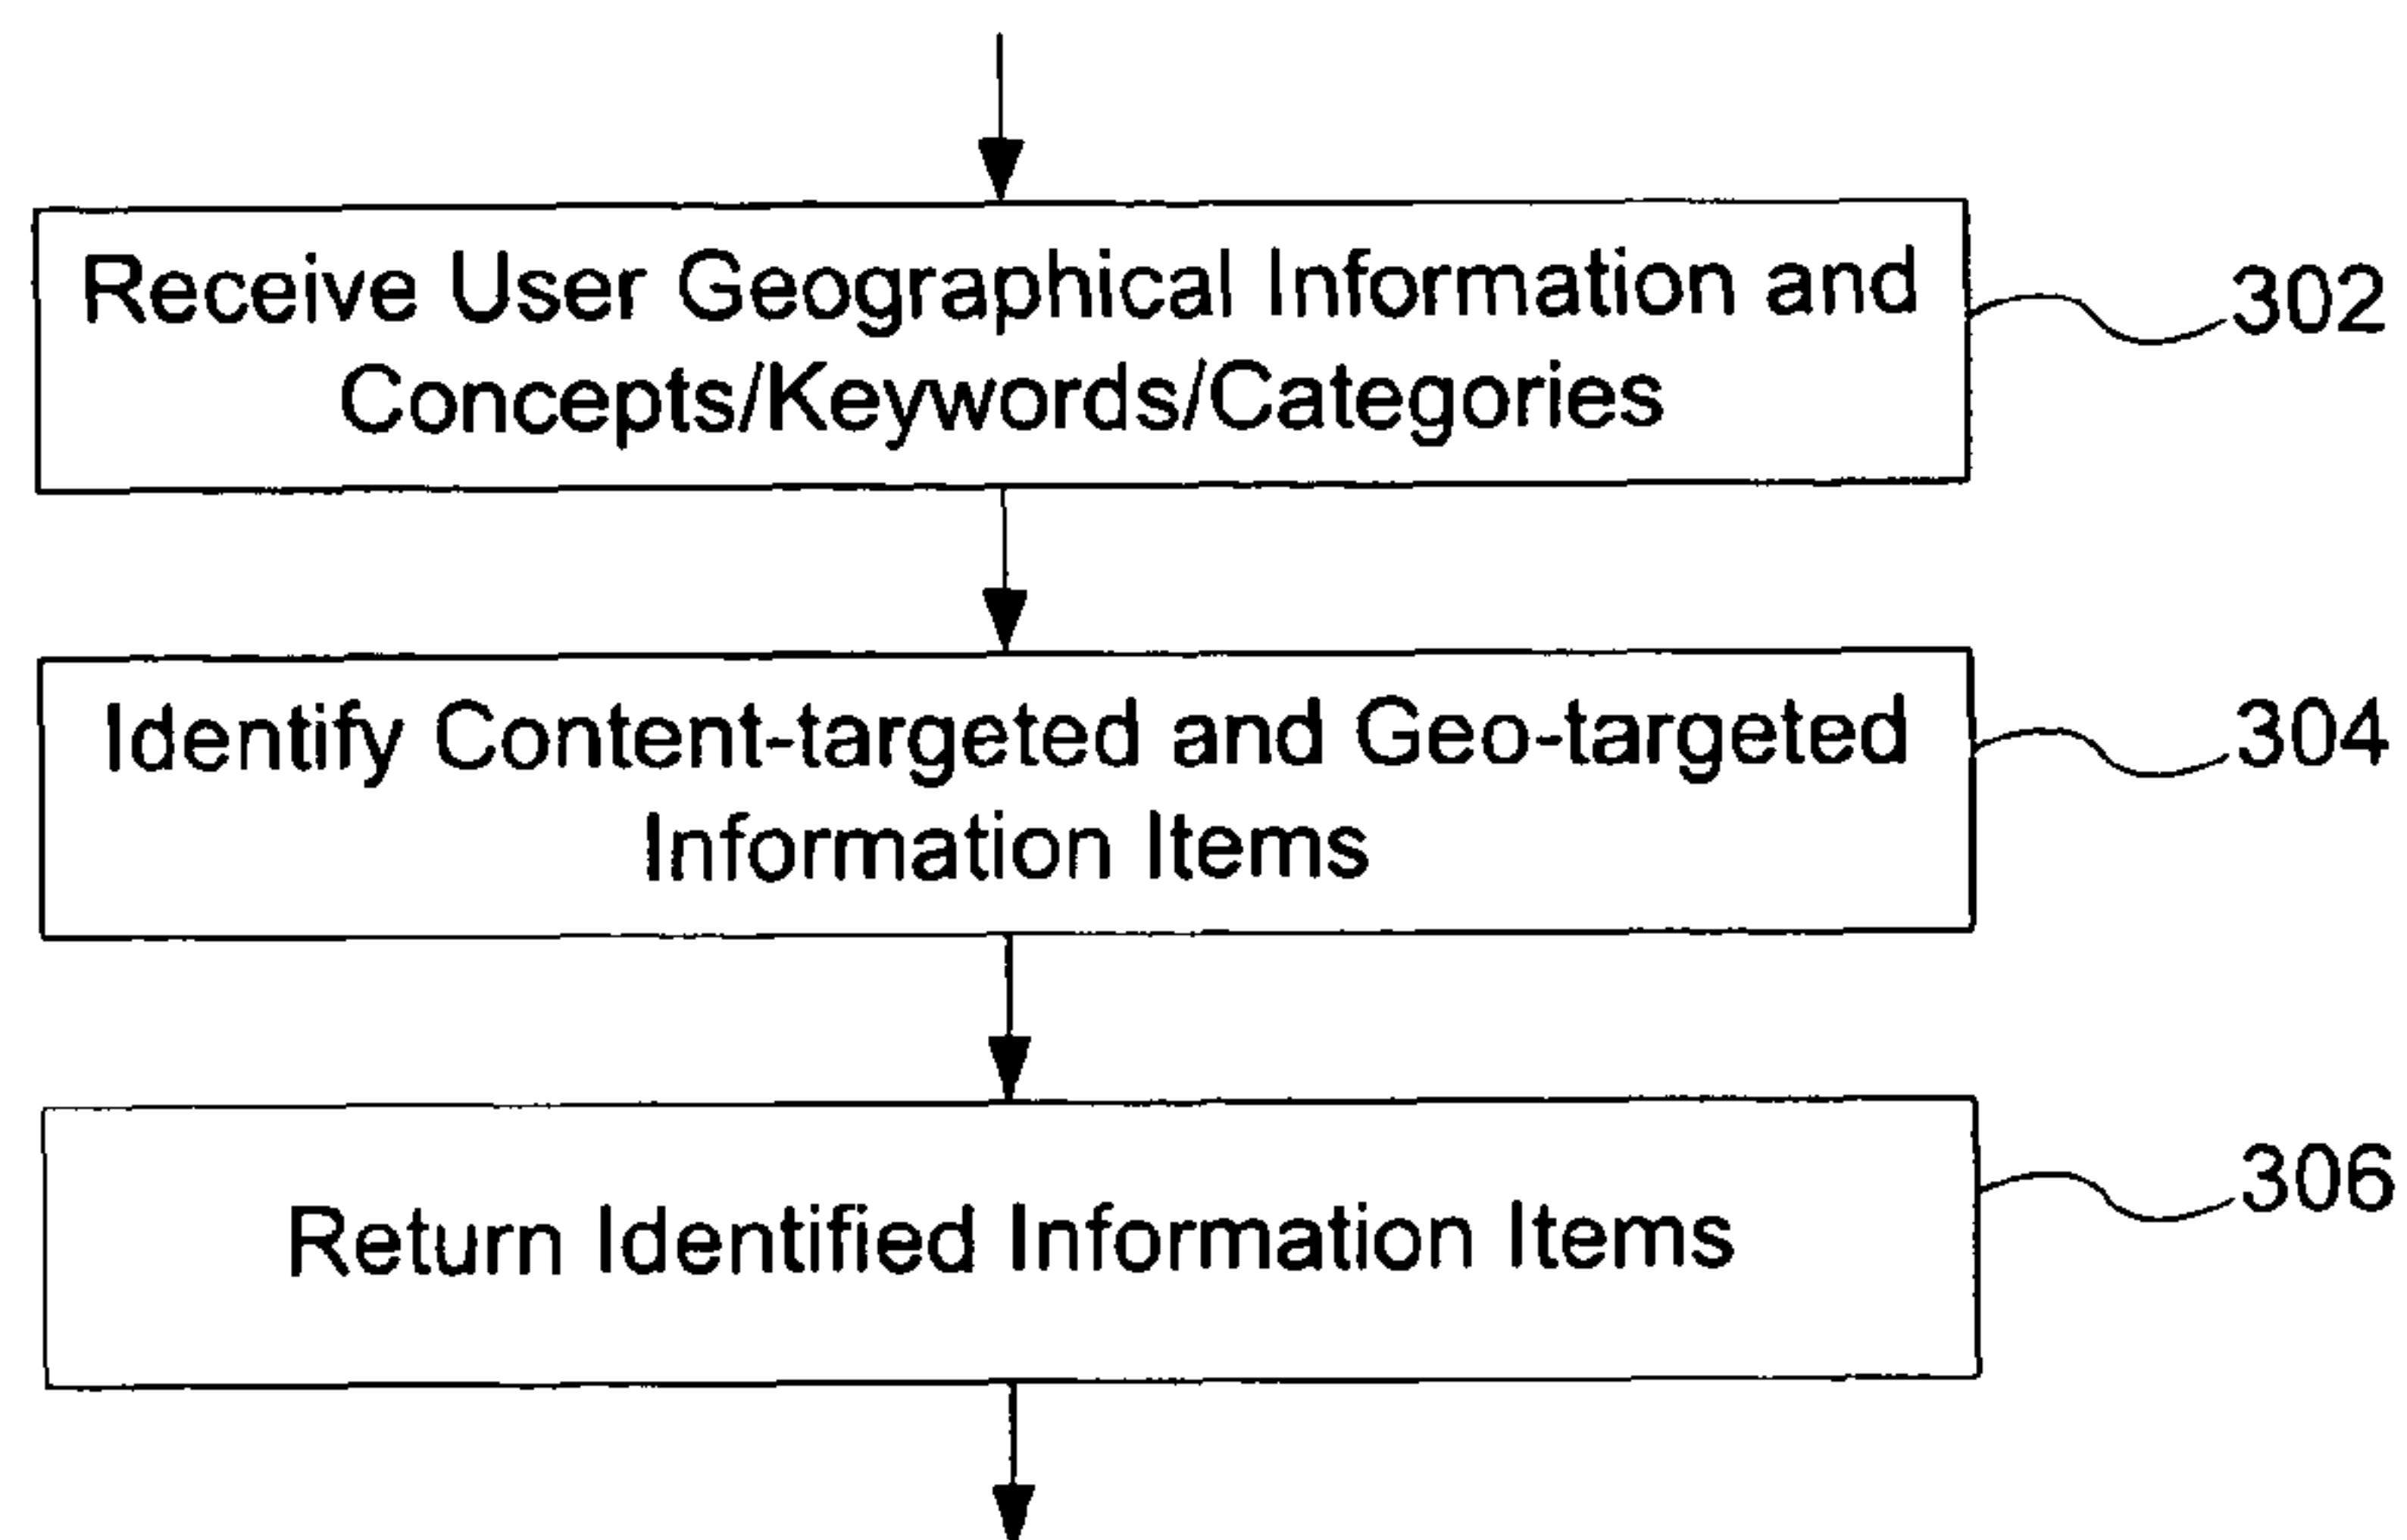 Receive User Geographical Information and
Concepts/Keywords/Categories
302
Identify Content-targeted and Geo-targeted
Information Items
304
Return Identified Information Items
306